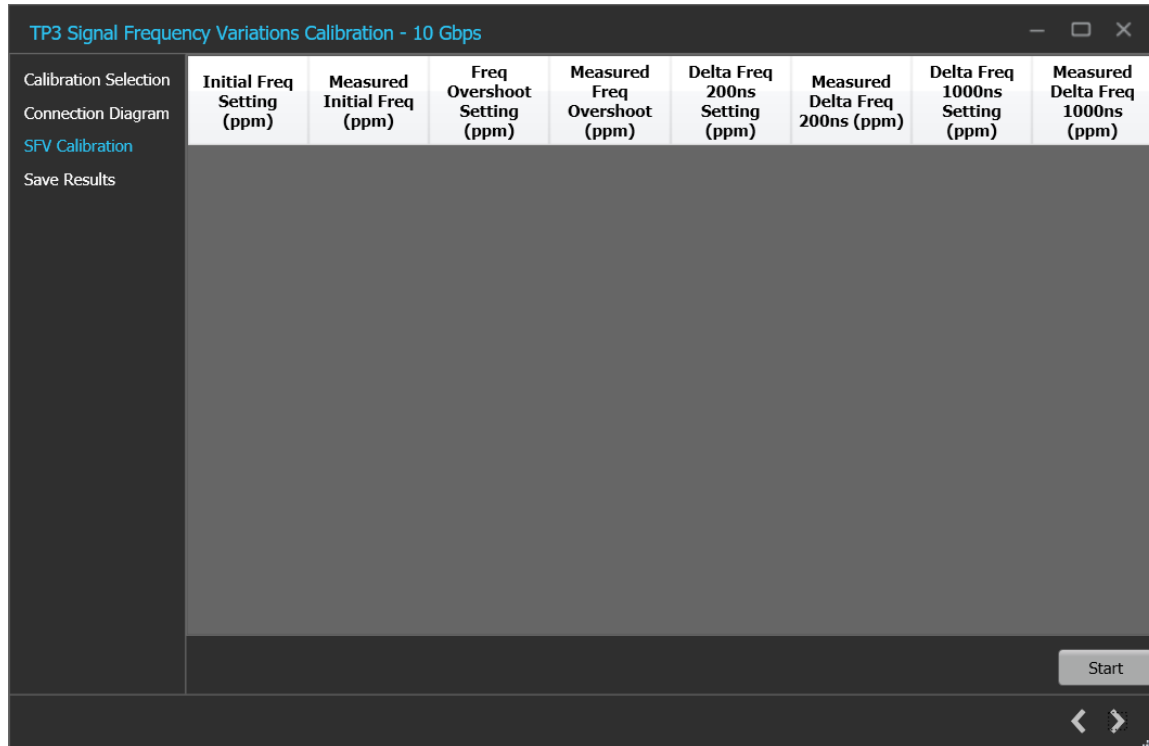 TP3 Signal Frequency Variations Calibration - 10 Gbps
Calibration Selection
Connection Diagram
SFV Calibration
Save Results
Initial Freq
Setting
(ppm)
Measured
Initial Freq
(ppm)
Freq
Overshoot
Setting
(ppm)
Measured
Freq
Overshoot
(ppm)
Delta Freq
200ns
Setting
(ppm)
Measured
Delta Freq
200ns (ppm)
Delta Freq
1000ns
Setting
(ppm)
Measured
Delta Freq
1000ns
(ppm)
Start